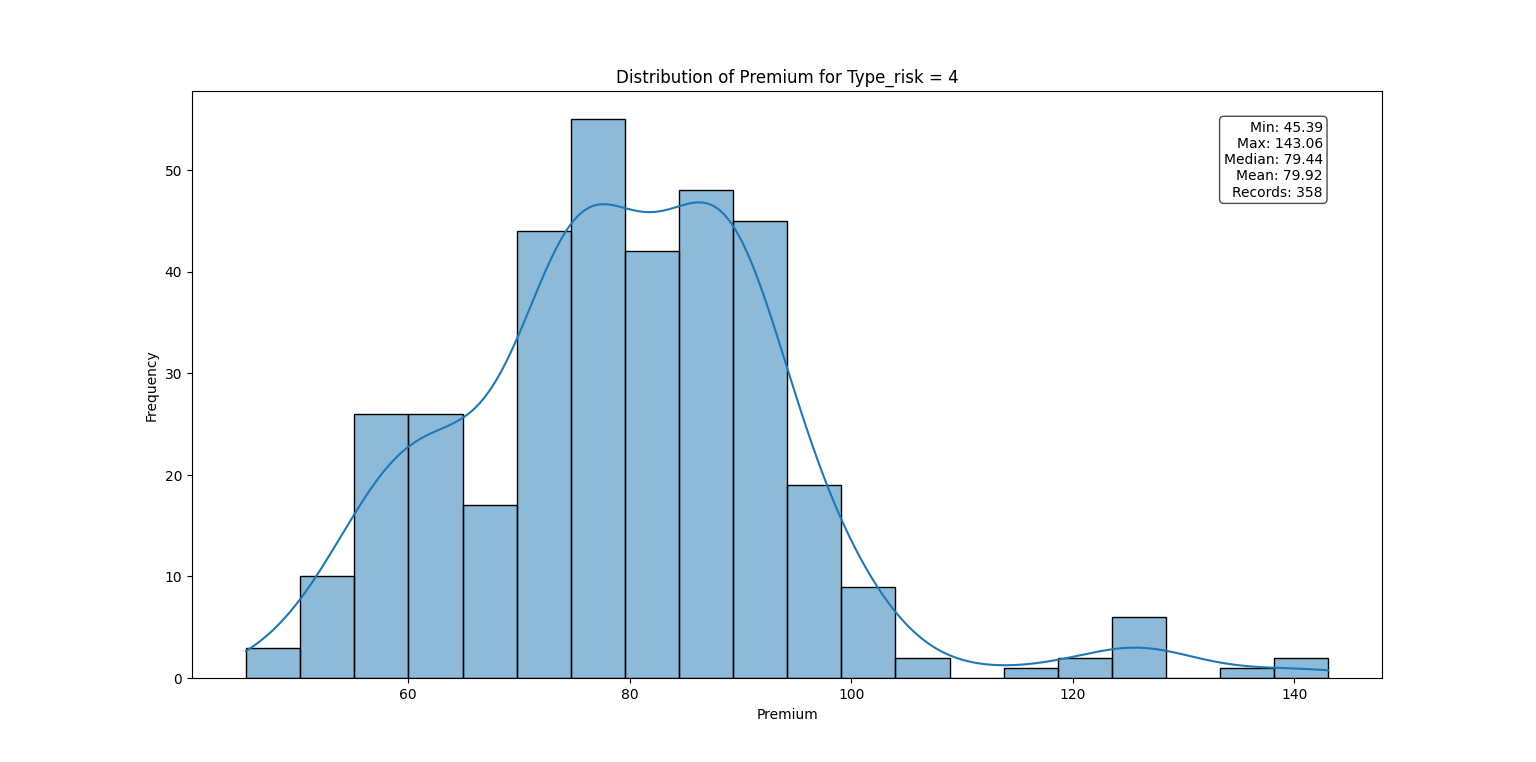 Distribution of Premium for Type_risk = 4
Min: 45.39
Max: 143.06
Median: 79.44
Mean: 79.92
Records: 358
Frequency
50
40
30
20
10
0
60 80 100 120 140
Premium